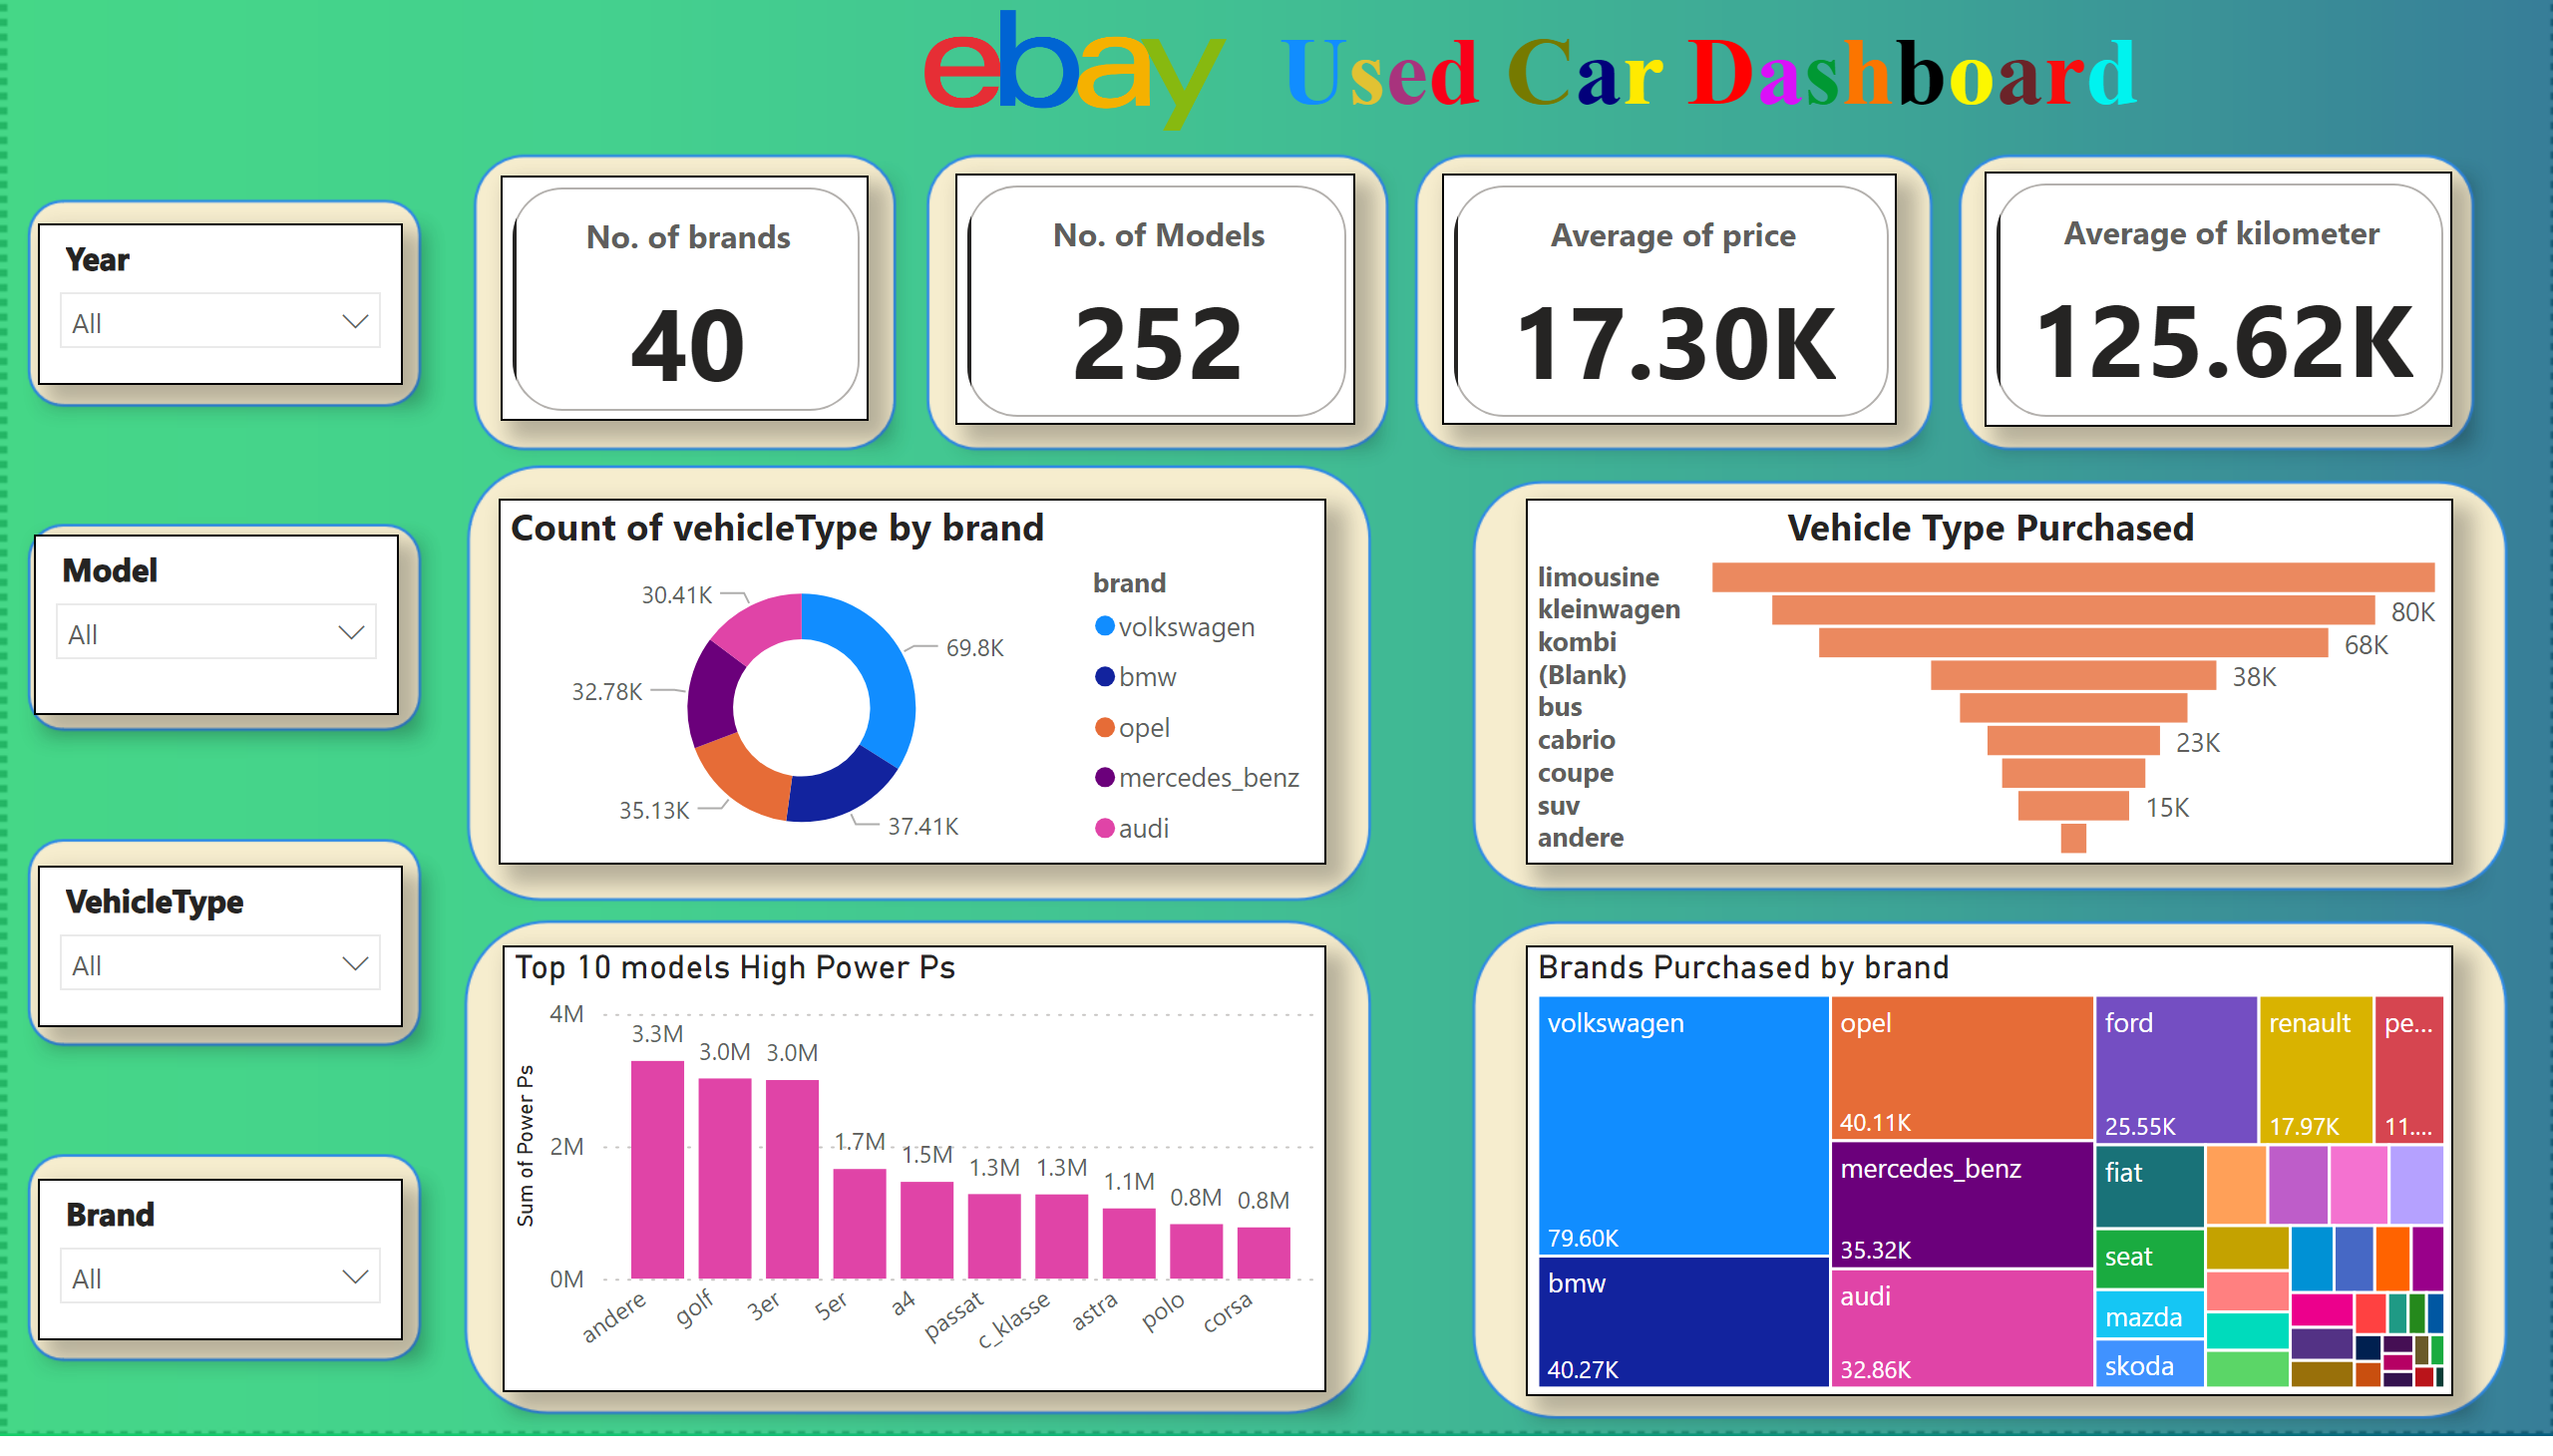 ebay Used Car Dashboard
Year
All
No. of brands
40
No. of Models
252
Average of price
17.30K
Average of kilometer
125.62K
Model
All
VehicleType
All
Brand
All
Count of vehicleType by brand
30.41K
69.8K
32.78K
35.13K
37.41K
brand
volkswagen
bmw
opel
mercedes_benz
audi
Vehicle Type Purchased
limousine
kleinwagen 80K
kombi 68K
(Blank) 38K
bus
cabrio 23K
coupe
suv 15K
andere
Top 10 models High Power Ps
Sum of Power Ps
4M
2M
0M
3.3M 3.0M 3.0M 1.7M 1.5M 1.3M 1.3M 1.1M 0.8M 0.8M
andere golf 3er 5er a4 passat c_klasse astra polo corsa
Brands Purchased by brand
volkswagen
79.60K
bmw
40.27K
opel
40.11K
mercedes_benz
35.32K
audi
32.86K
ford
25.55K
renault
17.97K
pe...
11....
fiat
seat
mazda
skoda